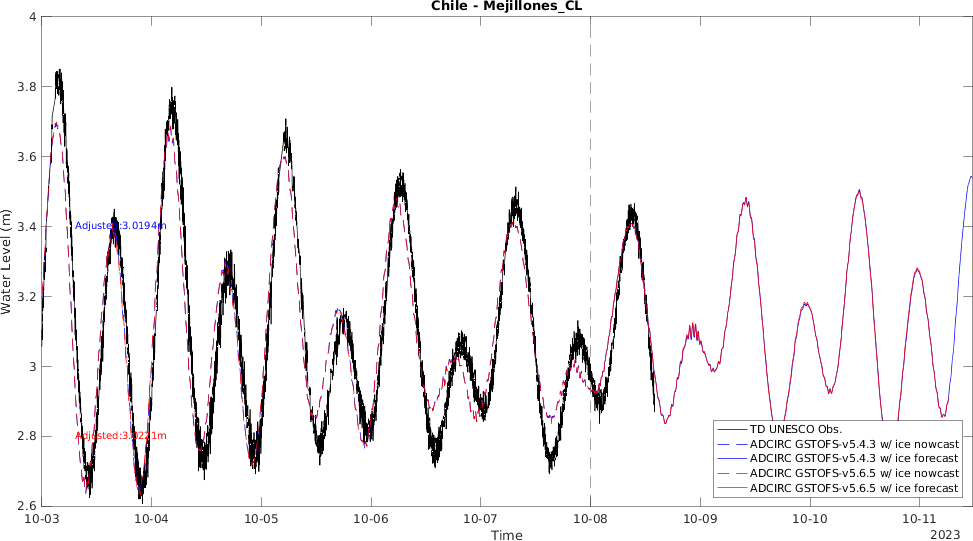 Chile - Mejillones_CL
4
3.8
3.6
3.4
3.2
3
2.8
2.6
Water Level (m)
Adjusted:3.0194m
Adjusted:3.0221m
TD UNESCO Obs.
ADCIRC GSTOFS-v5.4.3 w/ ice nowcast
ADCIRC GSTOFS-v5.4.3 w/ ice forecast
ADCIRC GSTOFS-v5.6.5 w/ ice nowcast
ADCIRC GSTOFS-v5.6.5 w/ ice forecast
10-03 10-04 10-05 10-06 10-07 10-08 10-09 10-10 10-11
Time
2023